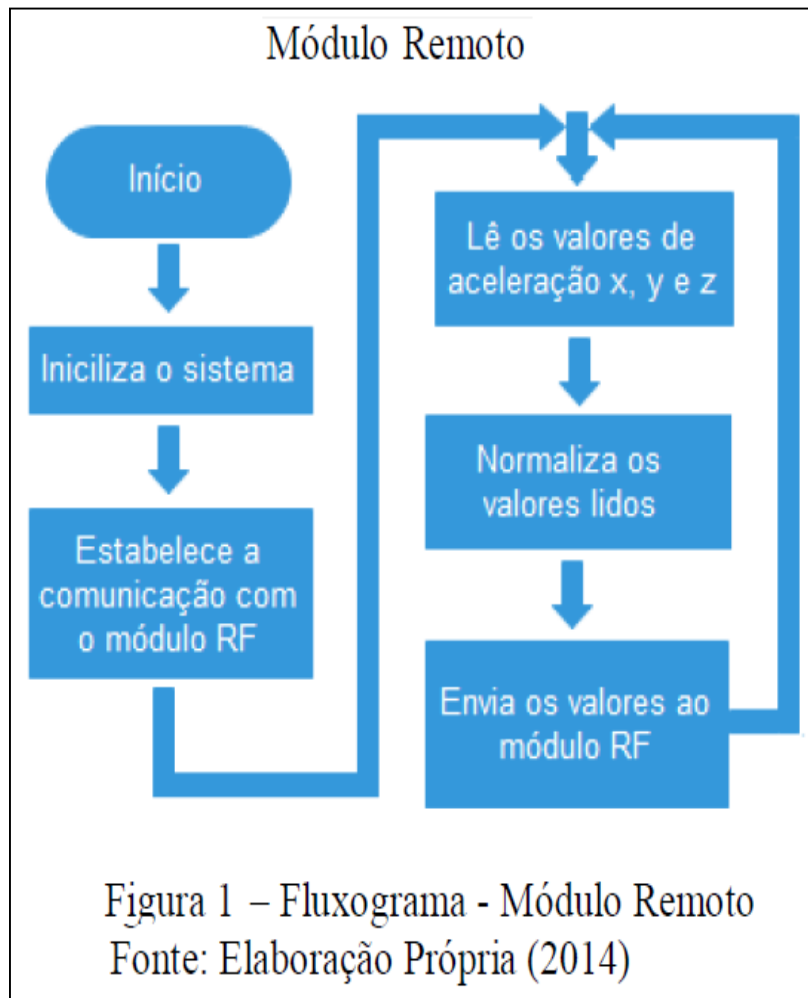 Módulo Remoto
Início
Iniciliza o sistema
Estabelece a
comunicação com
o módulo RF
Lê os valores de
aceleração x, y e z
Normaliza os
valores lidos
Envia os valores ao
módulo RF
Figura 1 – Fluxograma - Módulo Remoto
Fonte: Elaboração Própria (2014)